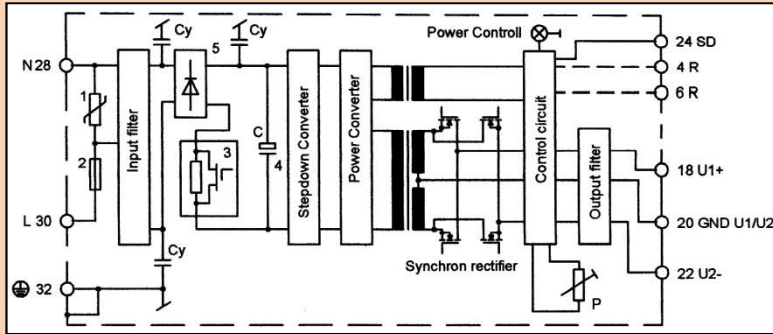 Cy
Cy
5
Power Controll
24 SD
N 28
4 R
1
6 R
Input filter
3
C
4
Stepdown Converter
Power Converter
Control circuit
Output filter
2
18 U1+
L 30
20 GND U1/U2
Cy
Synchron rectifier
22 U2-
32
P